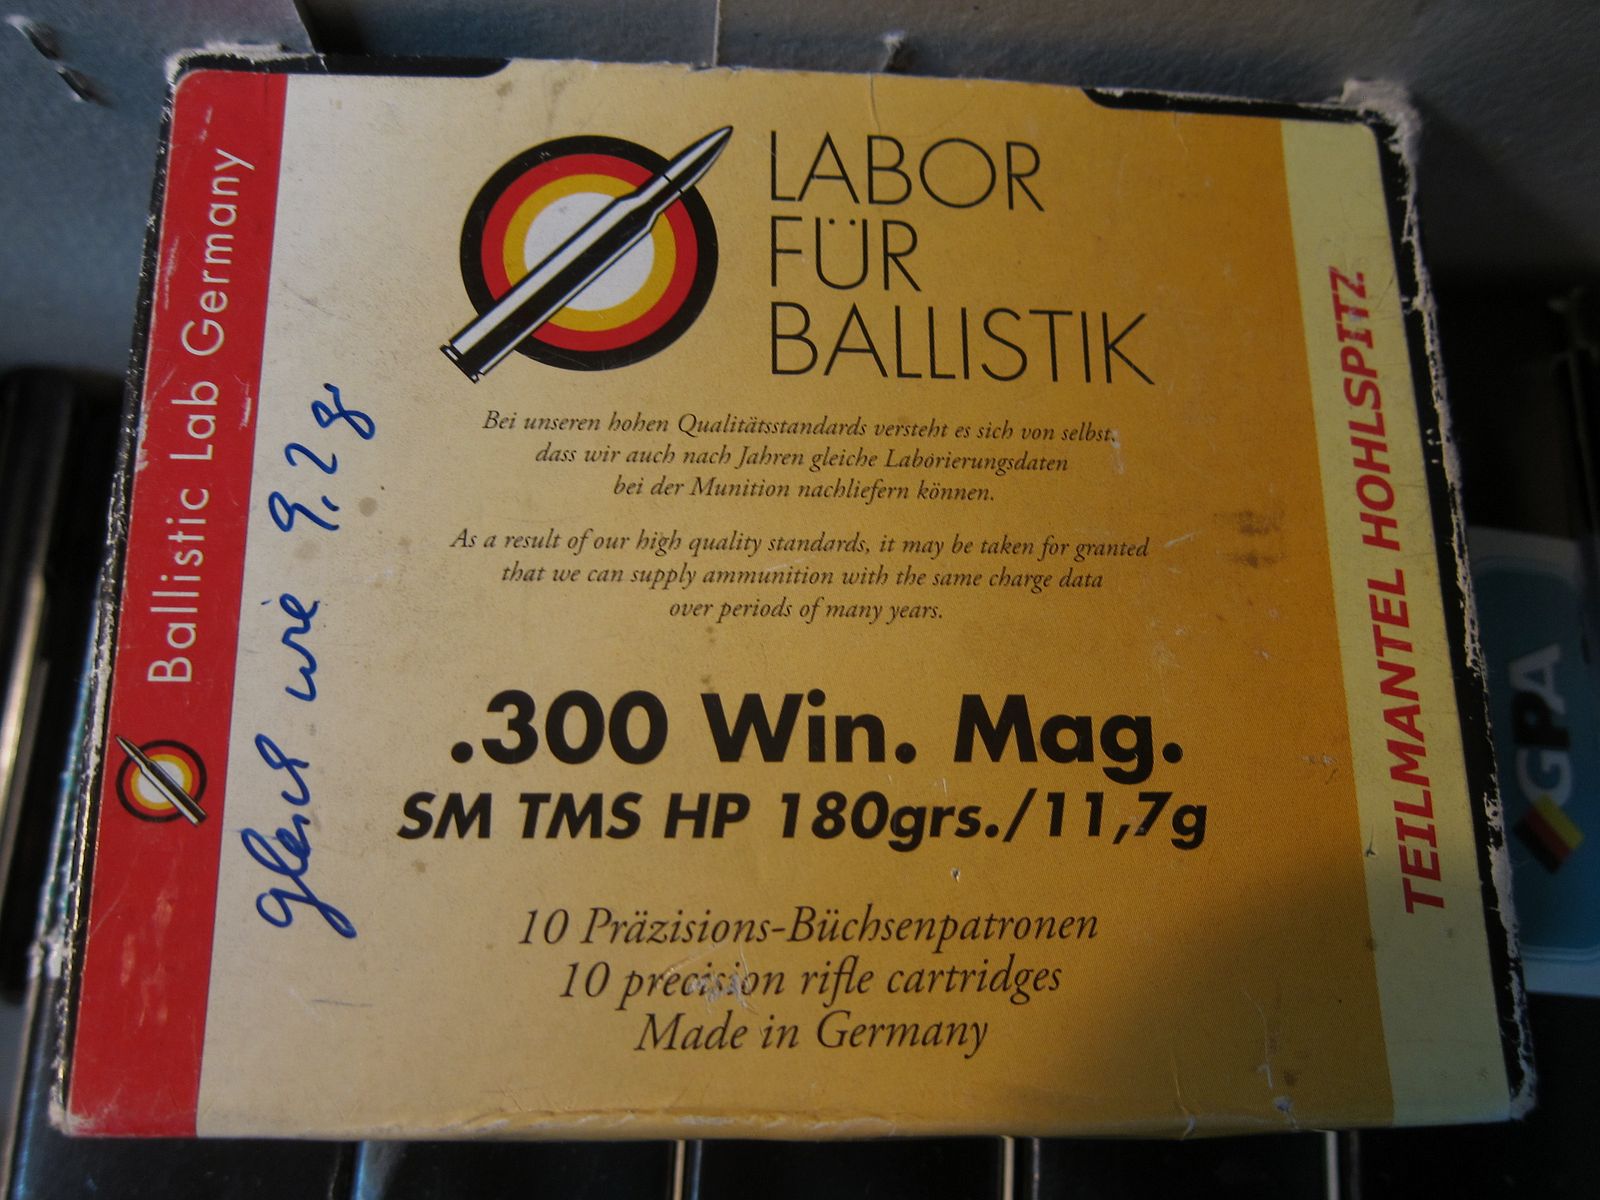 Ballistic Lab Germany
gleich wie 9,2 g
LABOR
FÜR
BALLISTIK
Bei unseren hohen Qualitätsstandards versteht es sich von selbst,
dass wir auch nach Jahren gleiche Laborierungsdaten
bei der Munition nachliefern können.
As a result of our high quality standards, it may be taken for granted
that we can supply ammunition with the same charge data
over periods of many years.
.300 Win. Mag.
SM TMS HP 180grs./11,7g
10 Präzisions-Büchsenpatronen
10 precision rifle cartridges
Made in Germany
TEILMANTEL HOHLSPITZ
GPA